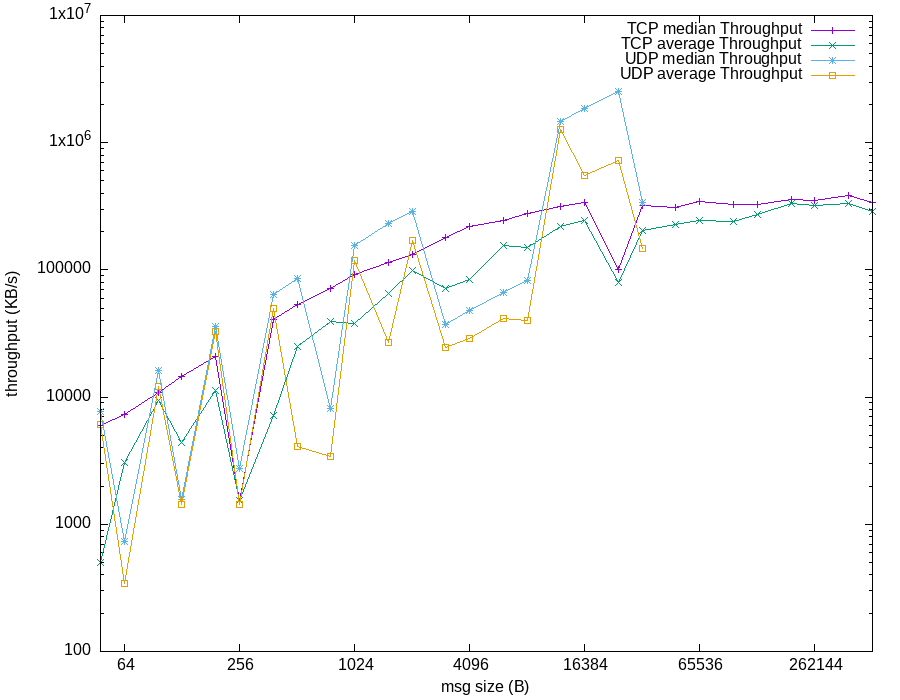 1x10^7
1x10^6
100000
10000
1000
100
throughput (KB/s)
TCP median Throughput
TCP average Throughput
UDP median Throughput
UDP average Throughput
64 256 1024 4096 16384 65536 262144
msg size (B)